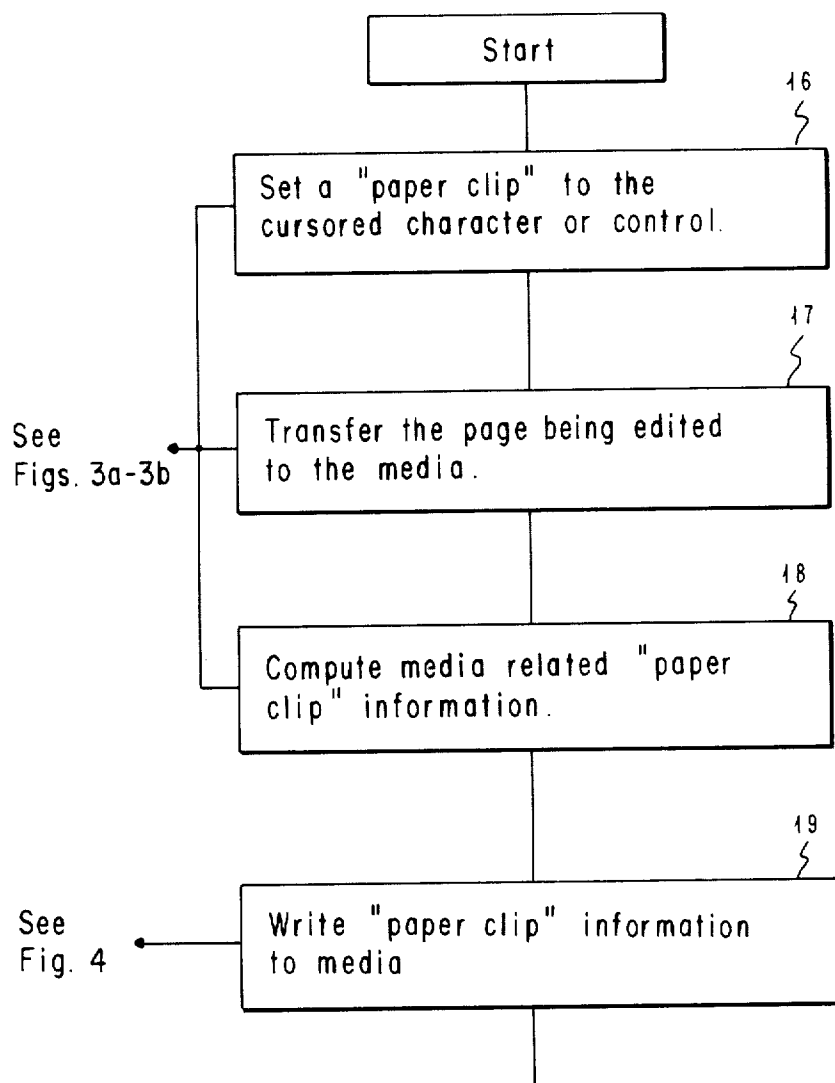 Start
16
Set a "paper clip" to the
cursored character or control.
17
See
Figs. 3a-3b
Transfer the page being edited
to the media.
18
Compute media related "paper
clip" information.
19
See
Fig. 4
Write "paper clip" information
to media